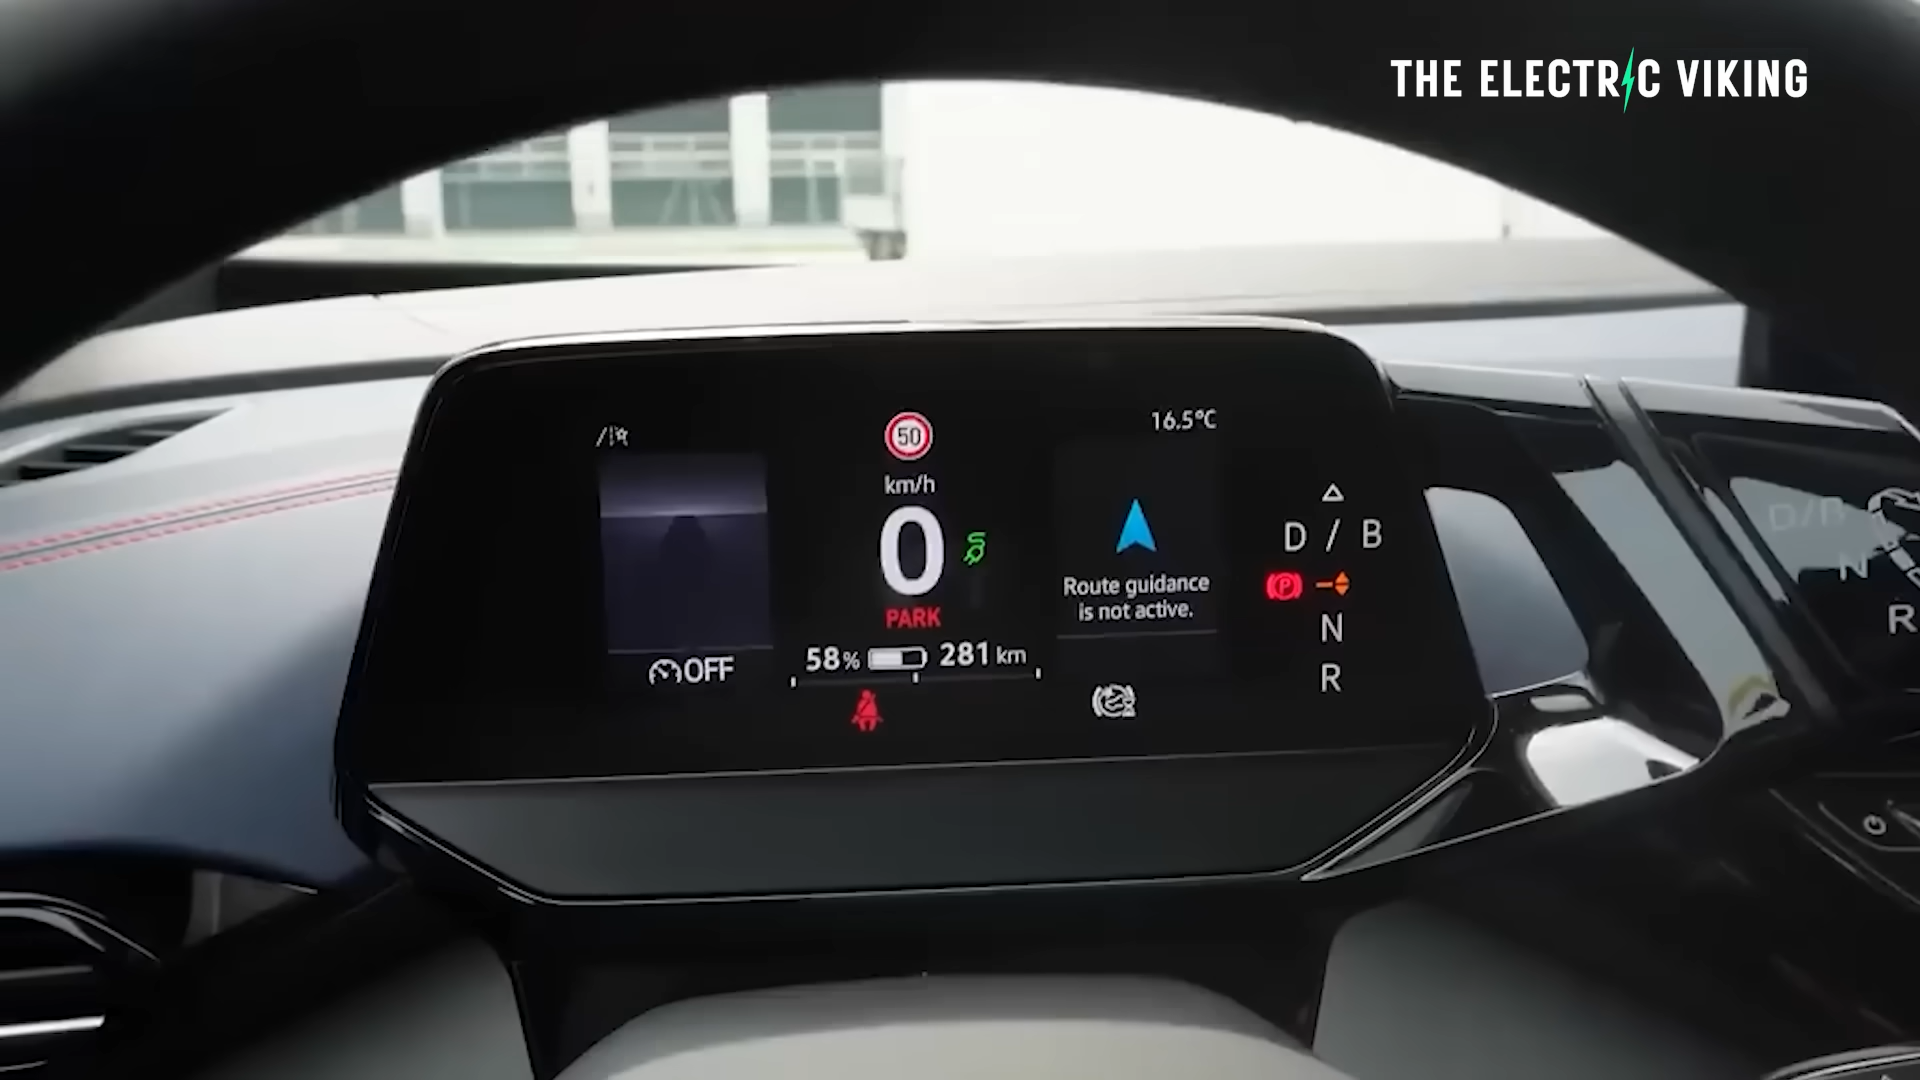 THE ELECTRIC VIKING
16.5°C
50
km/h
0
PARK
58% 281 km
OFF
Route guidance
is not active.
D / B
P
N
R
D/B
N
R